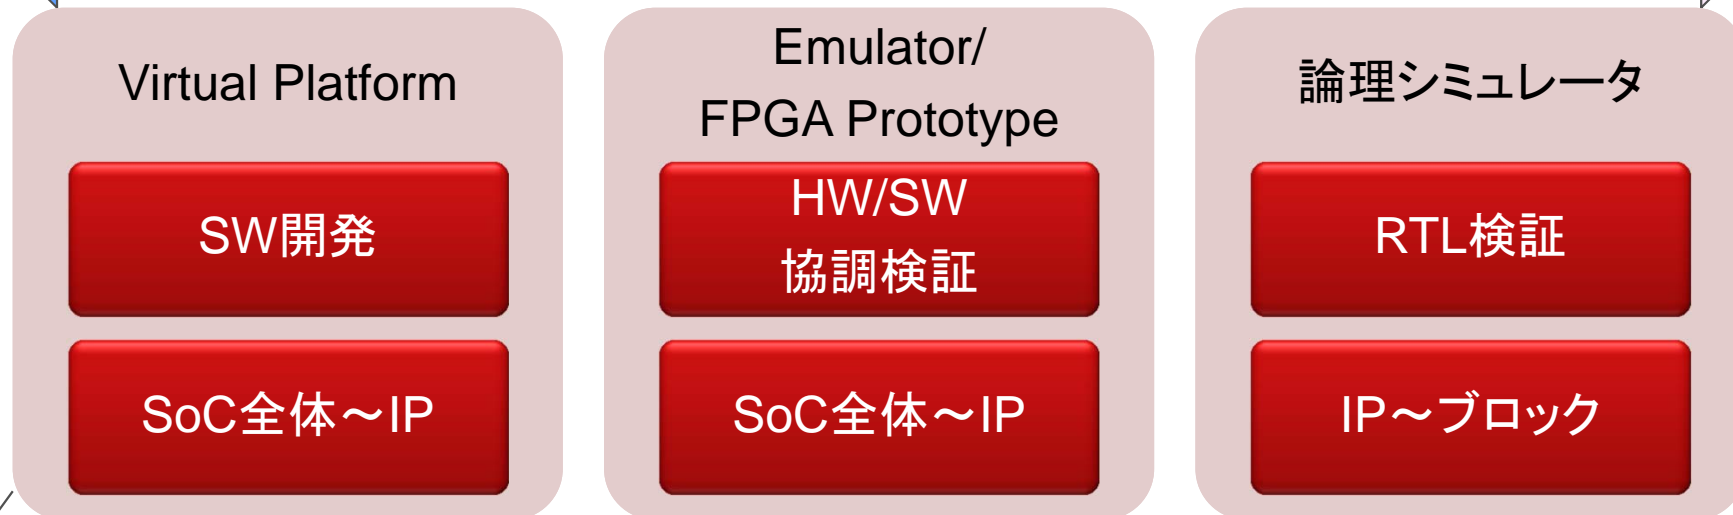 Virtual Platform
SW開発
SoC全体～IP
Emulator/
FPGA Prototype
HW/SW
協調検証
SoC全体～IP
論理シミュレータ
RTL検証
IP～ブロック